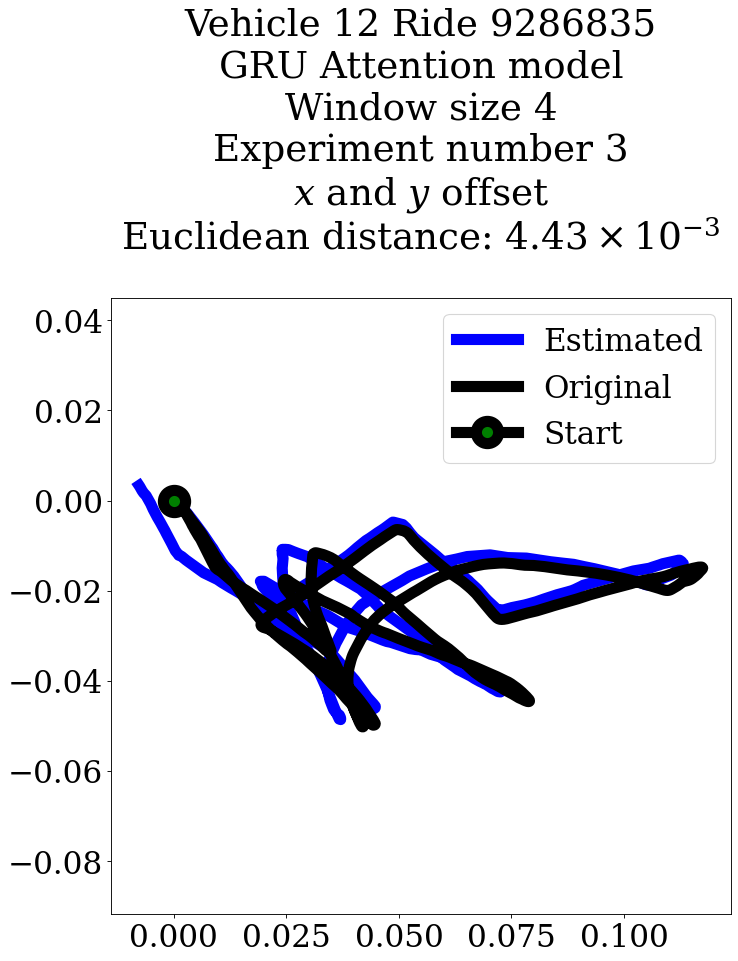 Vehicle 12 Ride 9286835
GRU Attention model
Window size 4
Experiment number 3
x and y offset
Euclidean distance: 4.43 × 10⁻³
Estimated
Original
Start
0.04
0.02
0.00
−0.02
−0.04
−0.06
−0.08
0.000 0.025 0.050 0.075 0.100